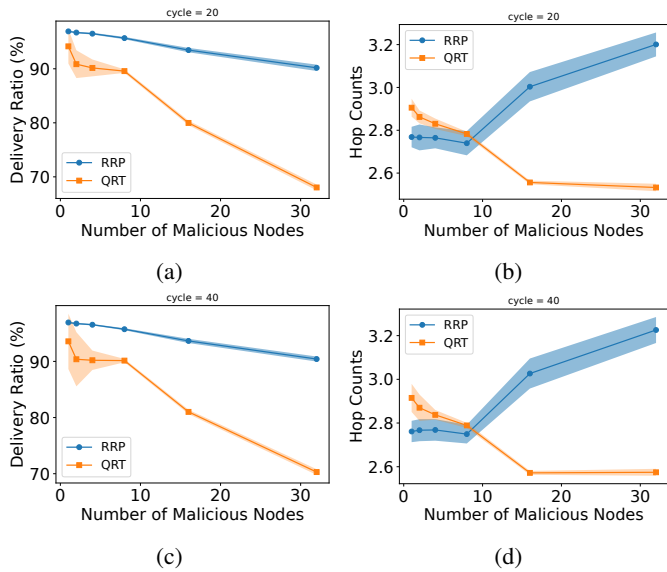 cycle = 20
Delivery Ratio (%)
90
80
70
RRP
QRT
0 10 20 30
Number of Malicious Nodes
(a)
cycle = 20
Hop Counts
3.2
3.0
2.8
2.6
RRP
QRT
0 10 20 30
Number of Malicious Nodes
(b)
cycle = 40
Delivery Ratio (%)
90
80
70
RRP
QRT
0 10 20 30
Number of Malicious Nodes
(c)
cycle = 40
Hop Counts
3.2
3.0
2.8
2.6
RRP
QRT
0 10 20 30
Number of Malicious Nodes
(d)